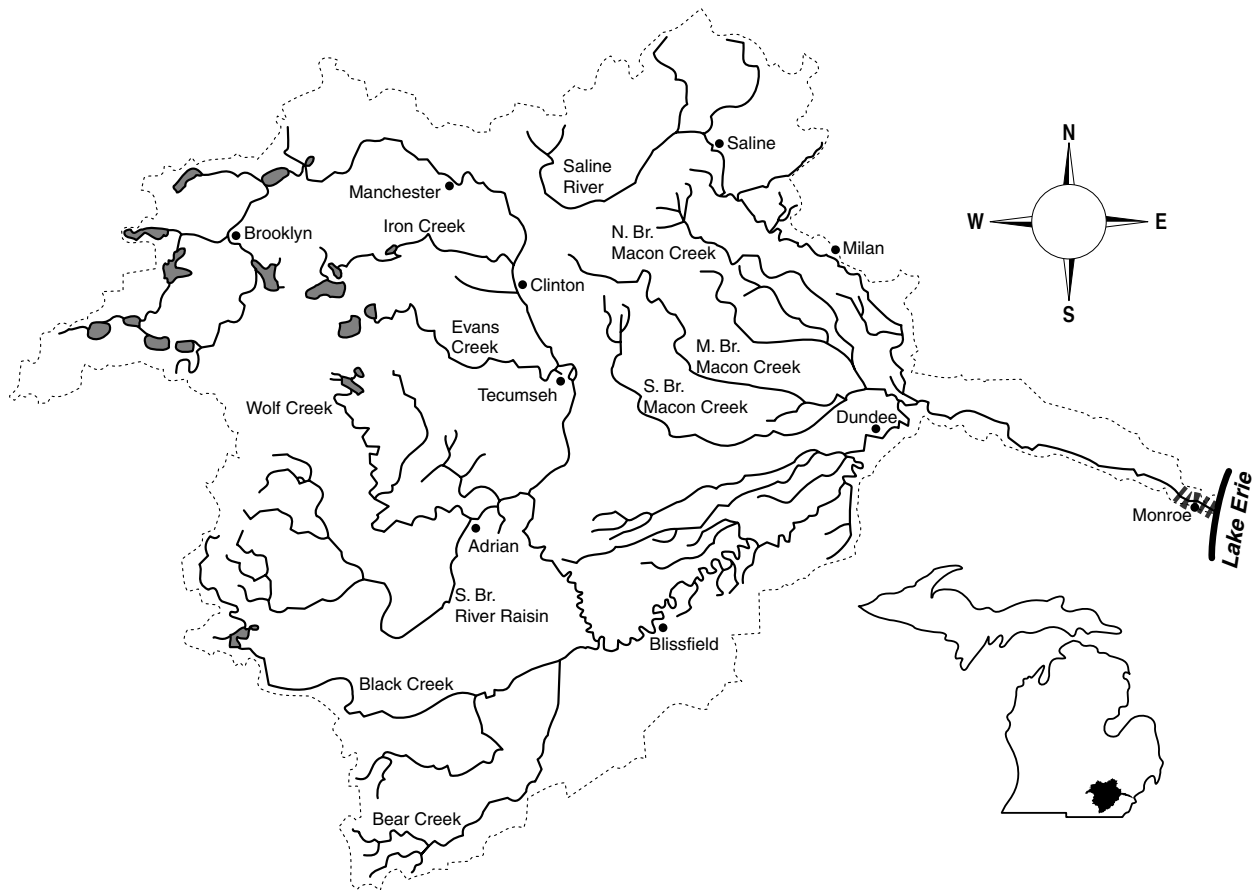 N
Saline
Saline
River
Manchester
W
E
Iron Creek
Brooklyn
N. Br.
Macon Creek
Milan
Clinton
S
Evans
Creek
M. Br.
Macon Creek
Tecumseh
S. Br.
Macon Creek
Wolf Creek
Dundee
Monroe
Lake Erie
Adrian
S. Br.
River Raisin
Blissfield
Black Creek
Bear Creek